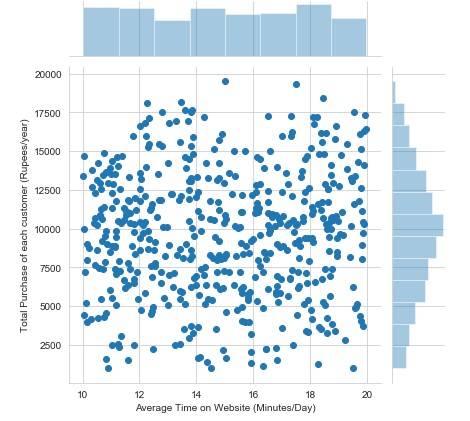 20000
17500
15000
12500
10000
7500
5000
2500
Total Purchase of each customer (Rupees/year)
10 12 14 16 18 20
Average Time on Website (Minutes/Day)